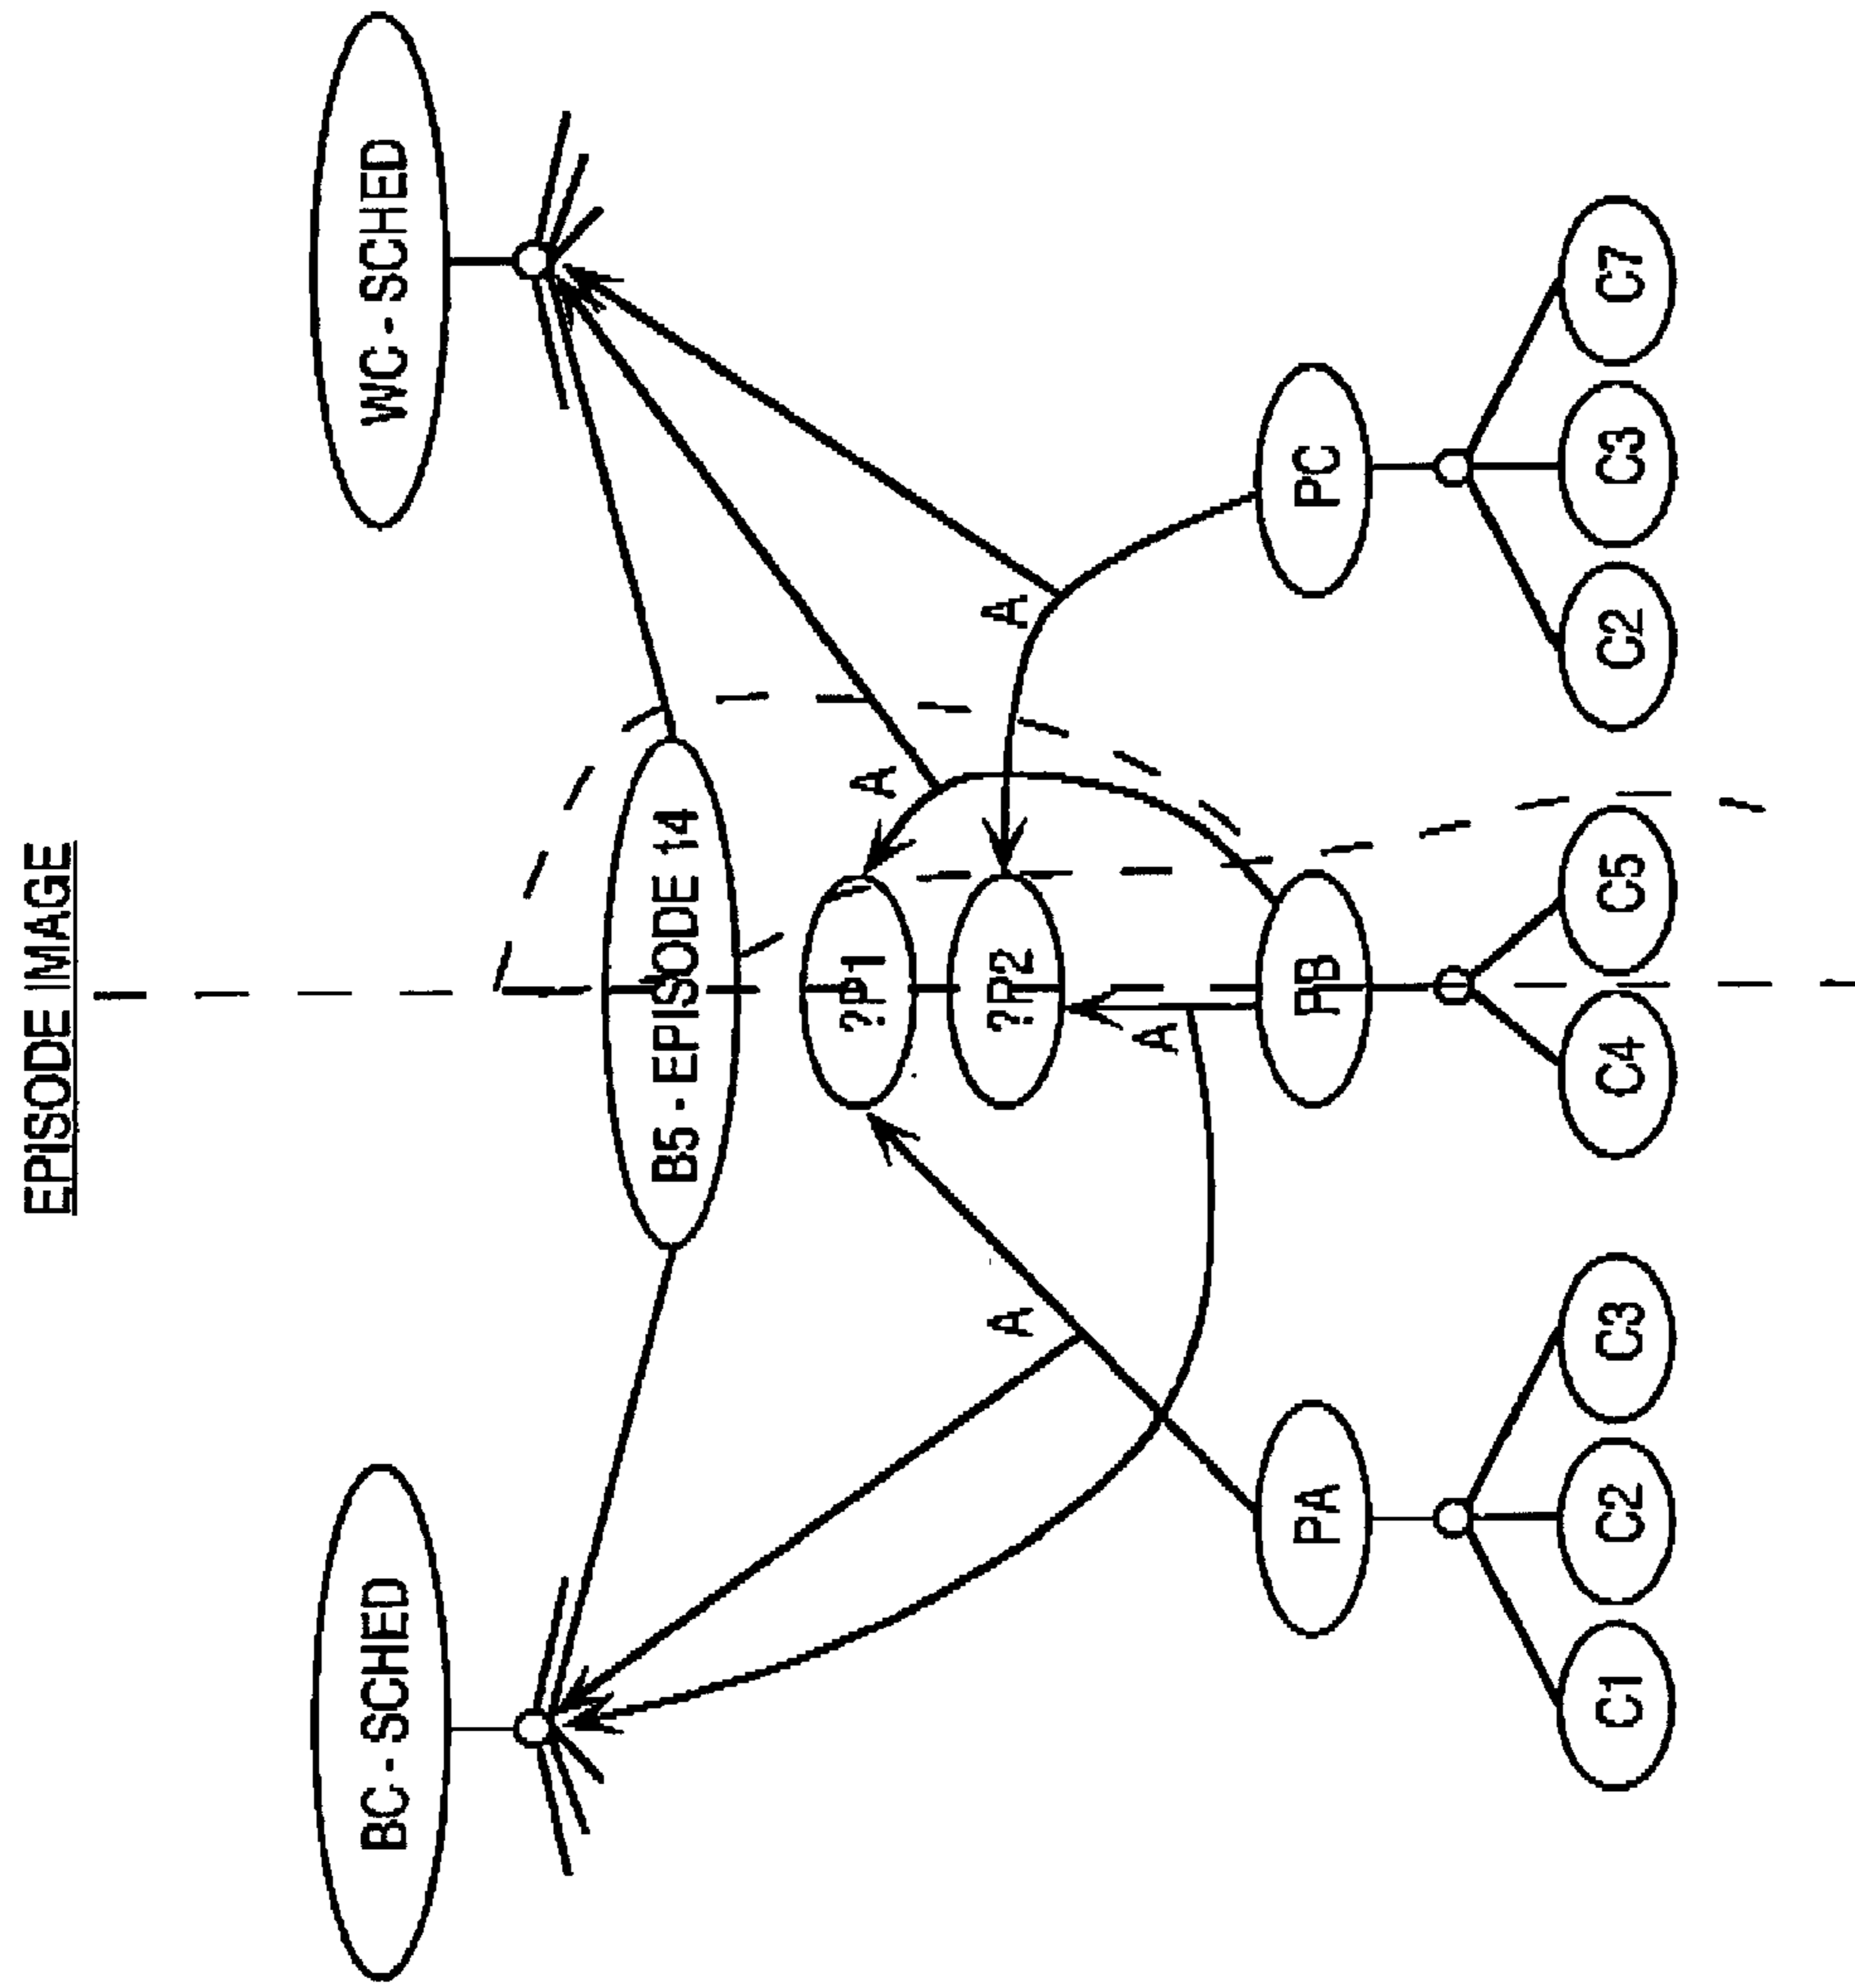 EPISODE IMAGE
BC - SCHED
WC - SCHED
B5 - EPISODE 14
?P1
A
A
?P2
A
A
PA
PB
PC
C1
C2
C3
C4
C5
C2
C3
C7